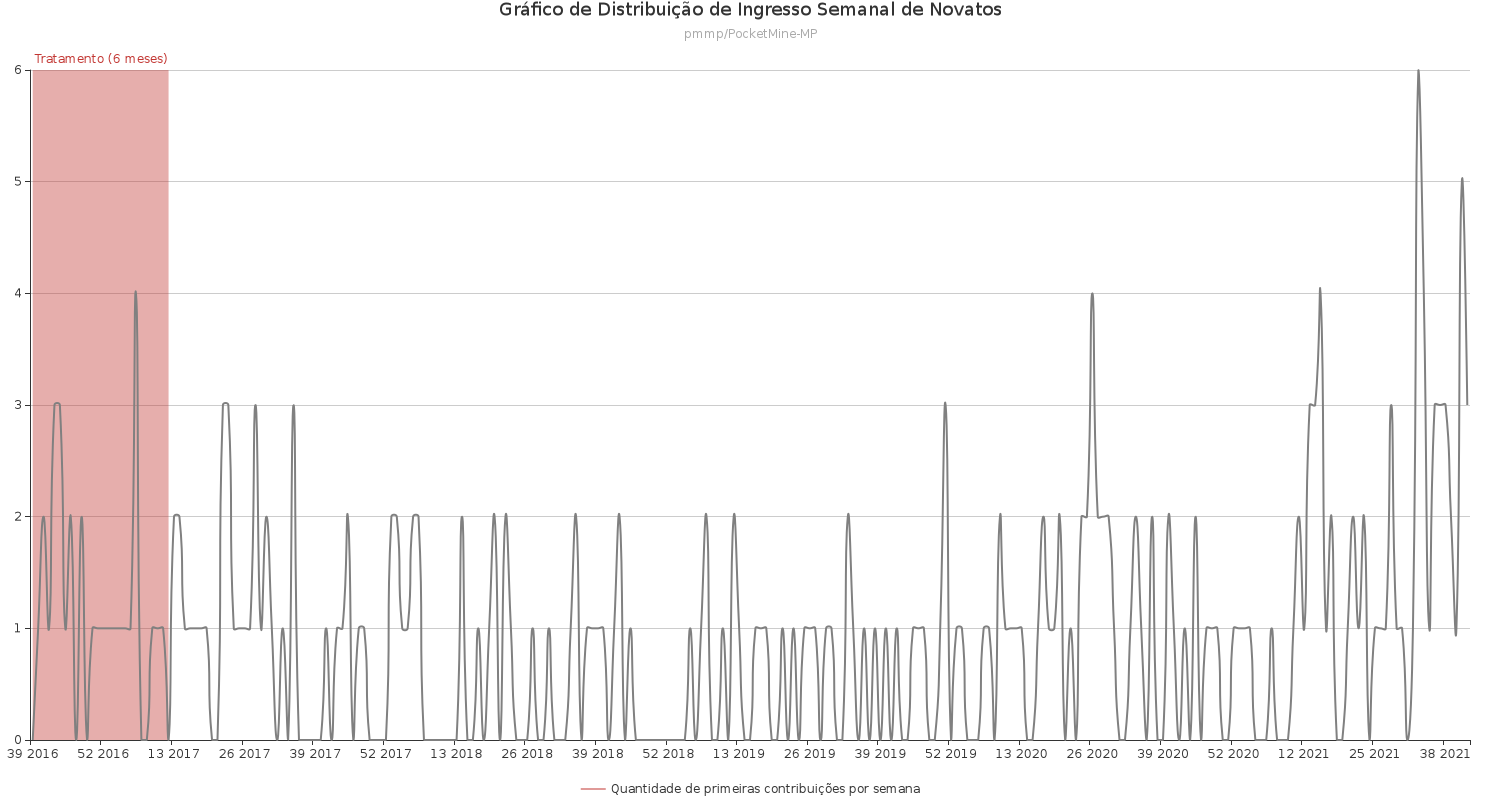 Gráfico de Distribuição de Ingresso Semanal de Novatos
pmmp/PocketMine-MP
Tratamento (6 meses)
6
5
4
3
2
1
0
39 2016 52 2016 13 2017 26 2017 39 2017 52 2017 13 2018 26 2018 39 2018 52 2018 13 2019 26 2019 39 2019 52 2019 13 2020 26 2020 39 2020 52 2020 12 2021 25 2021 38 2021
Quantidade de primeiras contribuições por semana